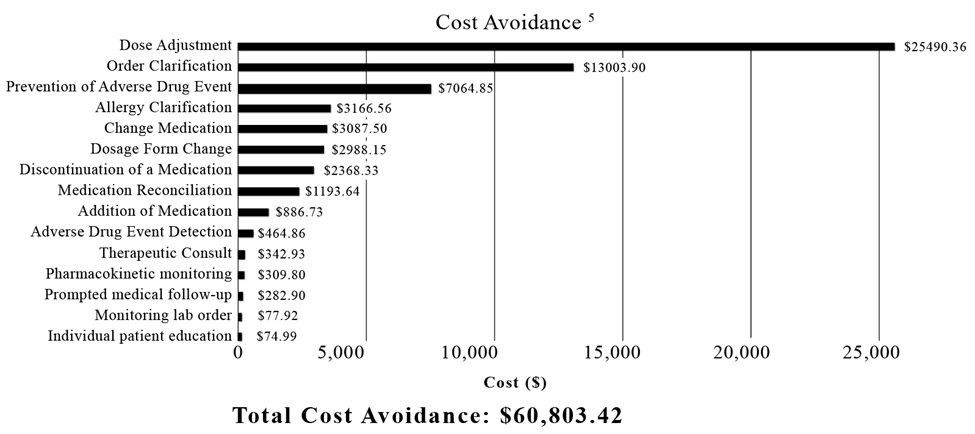 Cost Avoidance 5
Dose Adjustment $25490.36
Order Clarification $13003.90
Prevention of Adverse Drug Event $7064.85
Allergy Clarification $3166.56
Change Medication $3087.50
Dosage Form Change $2988.15
Discontinuation of a Medication $2368.33
Medication Reconciliation $1193.64
Addition of Medication $886.73
Adverse Drug Event Detection $464.86
Therapeutic Consult $342.93
Pharmacokinetic monitoring $309.80
Prompted medical follow-up $282.90
Monitoring lab order $77.92
Individual patient education $74.99
0 5,000 10,000 15,000 20,000 25,000
Cost ($)
Total Cost Avoidance: $60,803.42